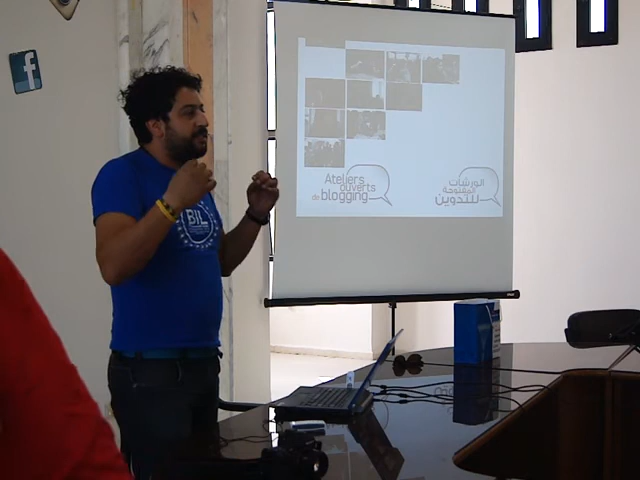 f
BIL
Ateliers
ouverts
de blogging
الورشات
المفتوحة
للتدوين